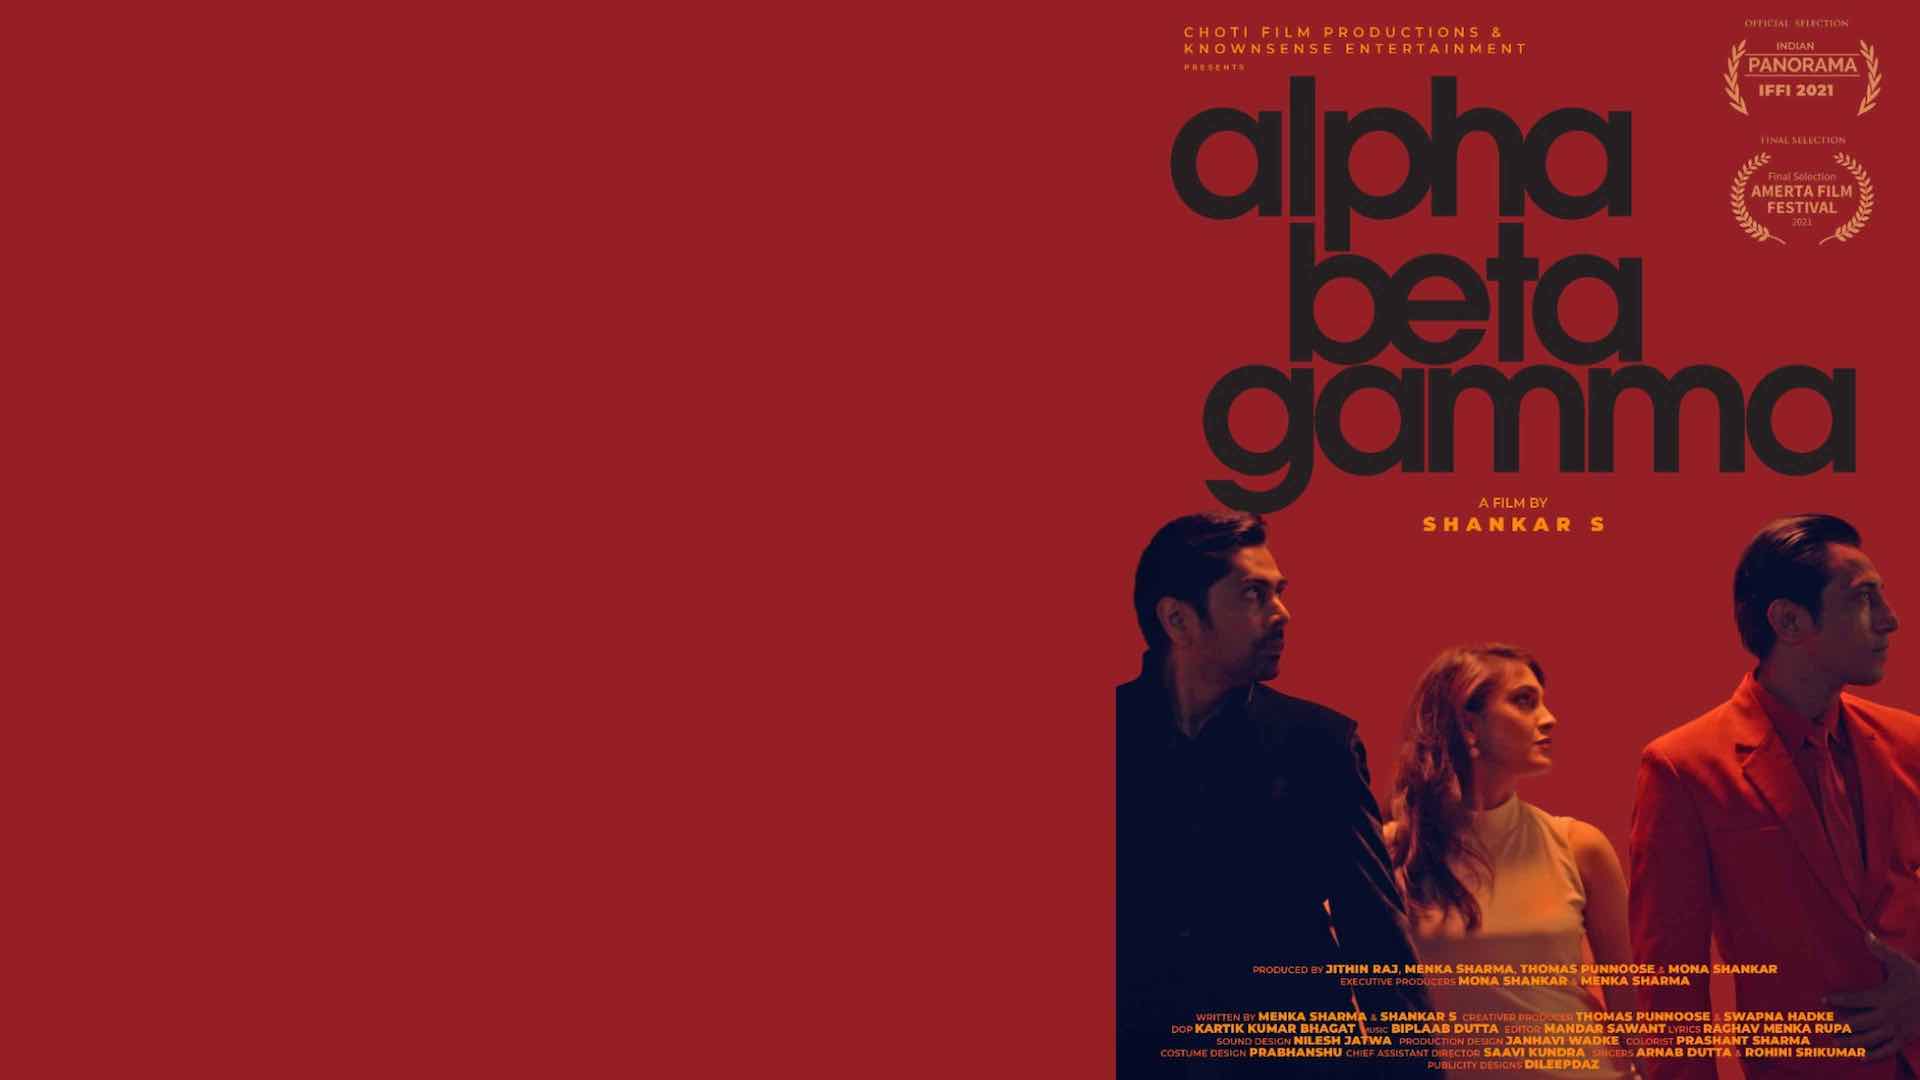 CHOTI FILM PRODUCTIONS &
KNOWNSENSE ENTERTAINMENT
PRESENTS
OFFICIAL SELECTION
INDIAN
PANORAMA
IFFI 2021
FINAL SELECTION
Final Selection
AMERTA FILM
FESTIVAL
2021
alpha
beta
gamma
A FILM BY
SHANKAR S
PRODUCED BY JITHIN RAJ, MENKA SHARMA, THOMAS PUNNOOSE & MONA SHANKAR
EXECUTIVE PRODUCERS MONA SHANKAR & MENKA SHARMA
WRITTEN BY MENKA SHARMA & SHANKAR S CREATIVER PRODUCER THOMAS PUNNOOSE & SWAPNA HADKE
DOP KARTIK KUMAR BHAGAT MUSIC BIPLAAB DUTTA EDITOR MANDAR SAWANT LYRICS RAGHAV MENKA RUPA
SOUND DESIGN NILESH JATWA PRODUCTION DESIGN JANHAVI WADKE COLORIST PRASHANT SHARMA
COSTUME DESIGN PRABHANSHU CHIEF ASSISTANT DIRECTOR SAAVI KUNDRA SINGERS ARNAB DUTTA & ROHINI SRIKUMAR
PUBLICITY DESIGNS DILEEPDAZ